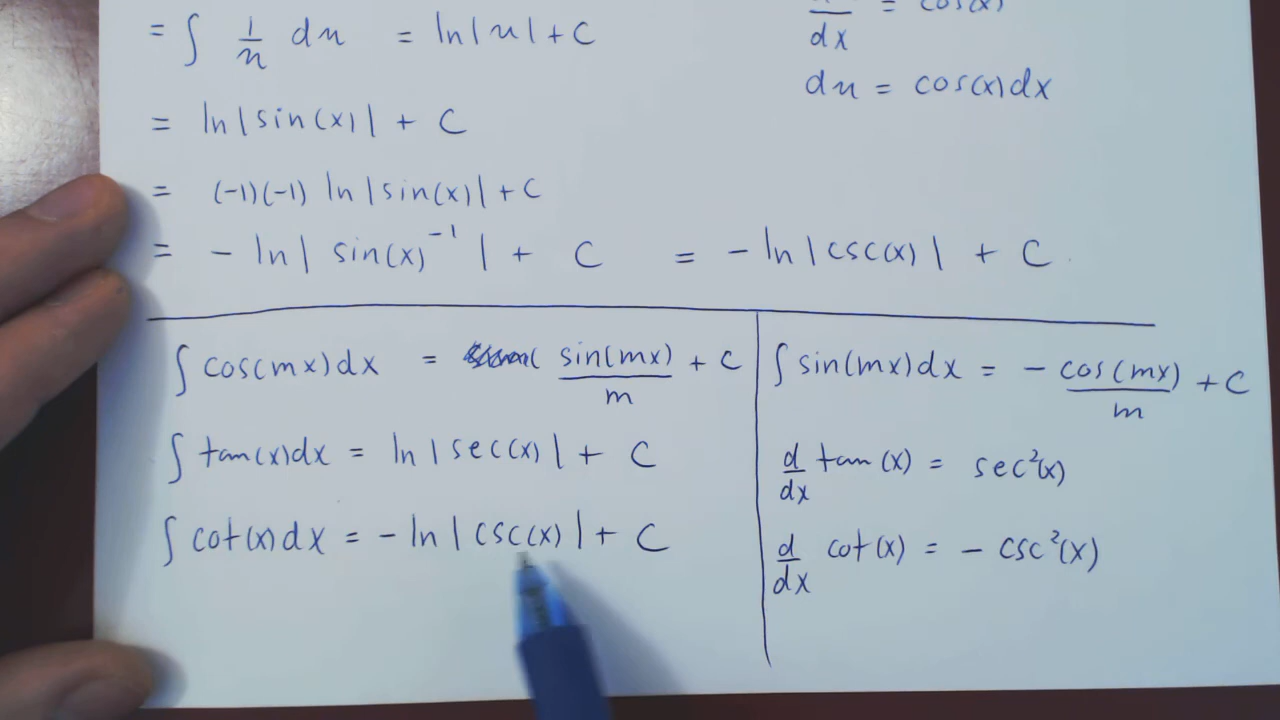 = ∫ 1/u du = ln|u| + C
= ln|sin(x)| + C
= (-1)(-1) ln|sin(x)| + C
= - ln|sin(x)^-1| + C = - ln|csc(x)| + C
dx = cos(x)
du = cos(x)dx
∫ cos(mx)dx = sin(mx)/m + C
∫ tan(x)dx = ln|sec(x)| + C
∫ cot(x)dx = - ln|csc(x)| + C
∫ sin(mx)dx = - cos(mx)/m + C
d/dx tan(x) = sec²(x)
d/dx cot(x) = - csc²(x)